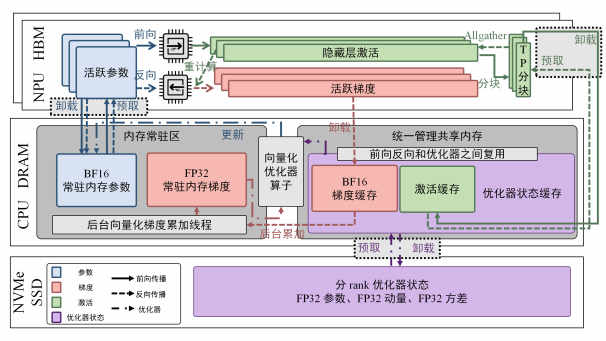 NPU HBM
活跃参数
前向
反向
卸载
预取
重计算
隐藏层激活
活跃梯度
Allgather
分块
TP分块
卸载
预取
卸载
CPU DRAM
内存常驻区
更新
BF16
常驻内存参数
FP32
常驻内存梯度
后台向量化梯度累加线程
向量化
优化器
算子
后台累加
统一管理共享内存
前向反向和优化器之间复用
BF16
梯度缓存
激活缓存
优化器状态缓存
预取
卸载
NVMe
SSD
参数
梯度
激活
优化器状态
前向传播
反向传播
优化器
分 rank 优化器状态
FP32 参数、FP32 动量、FP32 方差